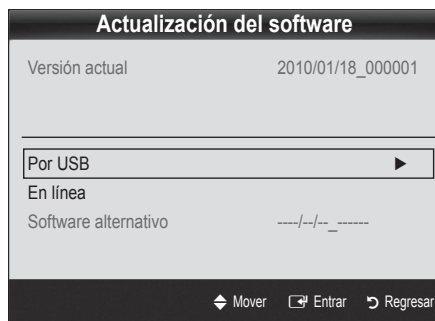 Actualización del software
Versión actual 2010/01/18_000001
Por USB ►
En línea
Software alternativo ----/--/--_------
Mover Entrar Regresar